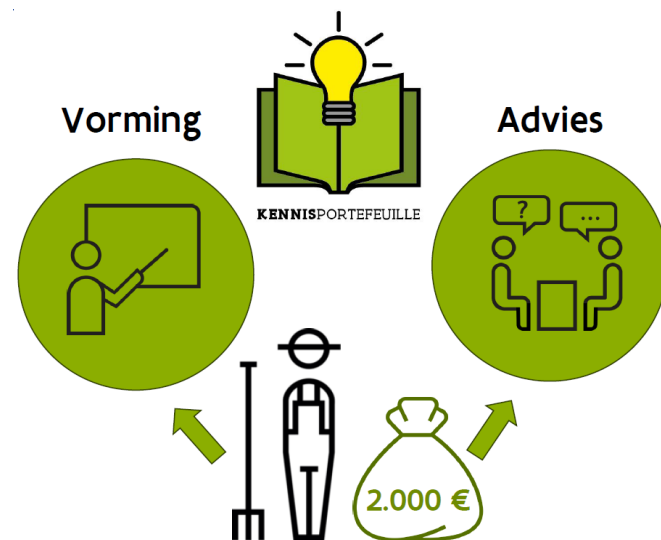 Vorming
Advies
KENNISPORTEFEUILLE
?
...
2.000 €